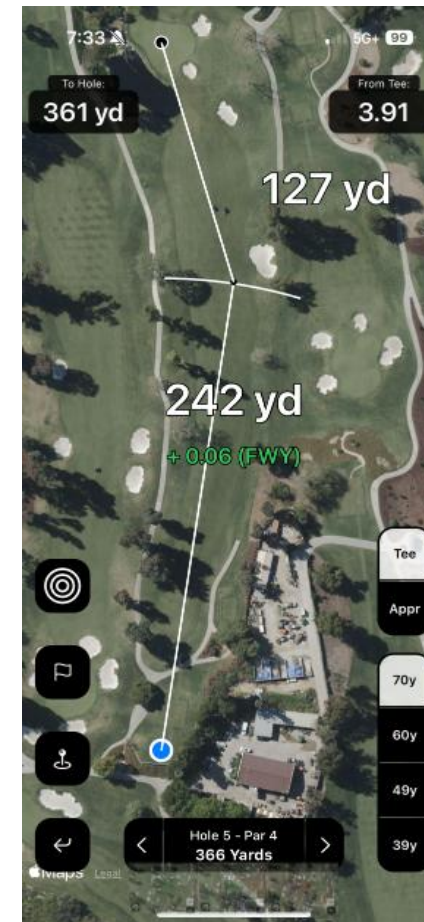 7:33
5G+ 99
To Hole:
361 yd
From Tee:
3.91
127 yd
242 yd
+ 0.06 (FWY)
Tee
Appr
70y
60y
49y
39y
Hole 5 - Par 4
366 Yards
Maps Legal